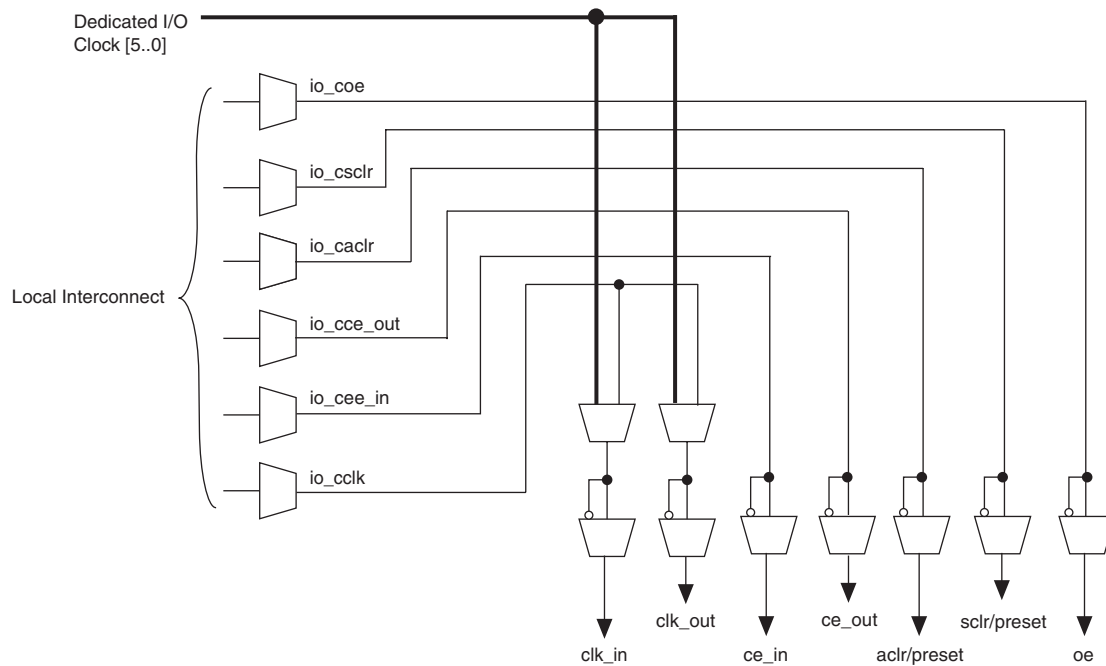 Dedicated I/O
Clock [5..0]
io_coe
io_csclr
io_caclr
Local Interconnect
io_cce_out
io_cee_in
io_cclk
clk_out
ce_out
sclr/preset
clk_in
ce_in
aclr/preset
oe